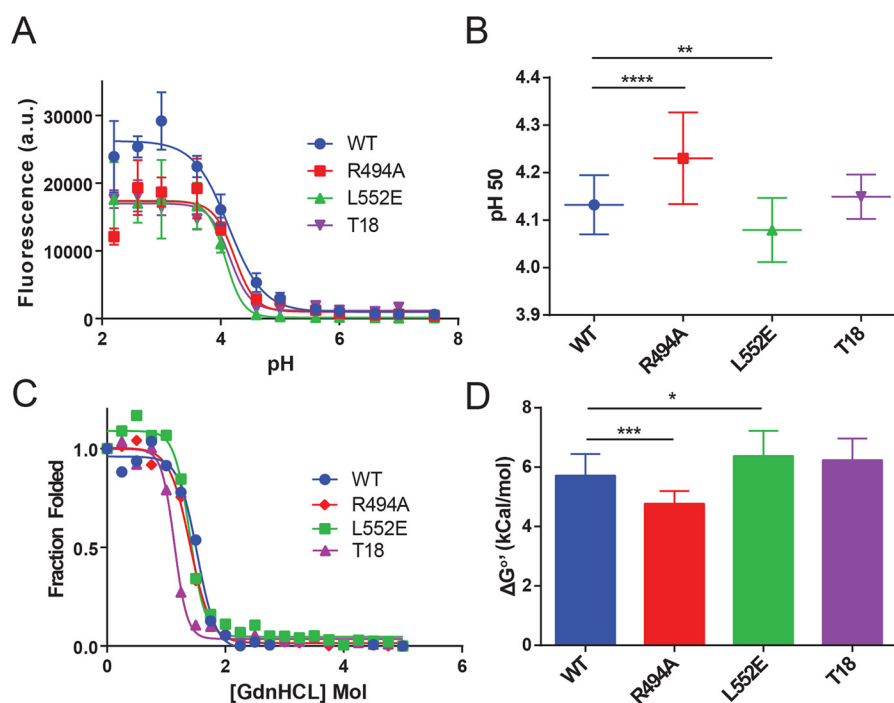 A
Fluorescence (a.u.)
30000
20000
10000
0
2
4
6
8
pH
WT
R494A
L552E
T18
B
**
****
pH 50
4.4
4.3
4.2
4.1
4.0
3.9
WT
R494A
L552E
T18
C
Fraction Folded
1.0
0.5
0.0
0
2
4
6
[GdnHCL] Mol
WT
R494A
L552E
T18
D
*
***
ΔG°’ (kCal/mol)
8
6
4
2
0
WT
R494A
L552E
T18